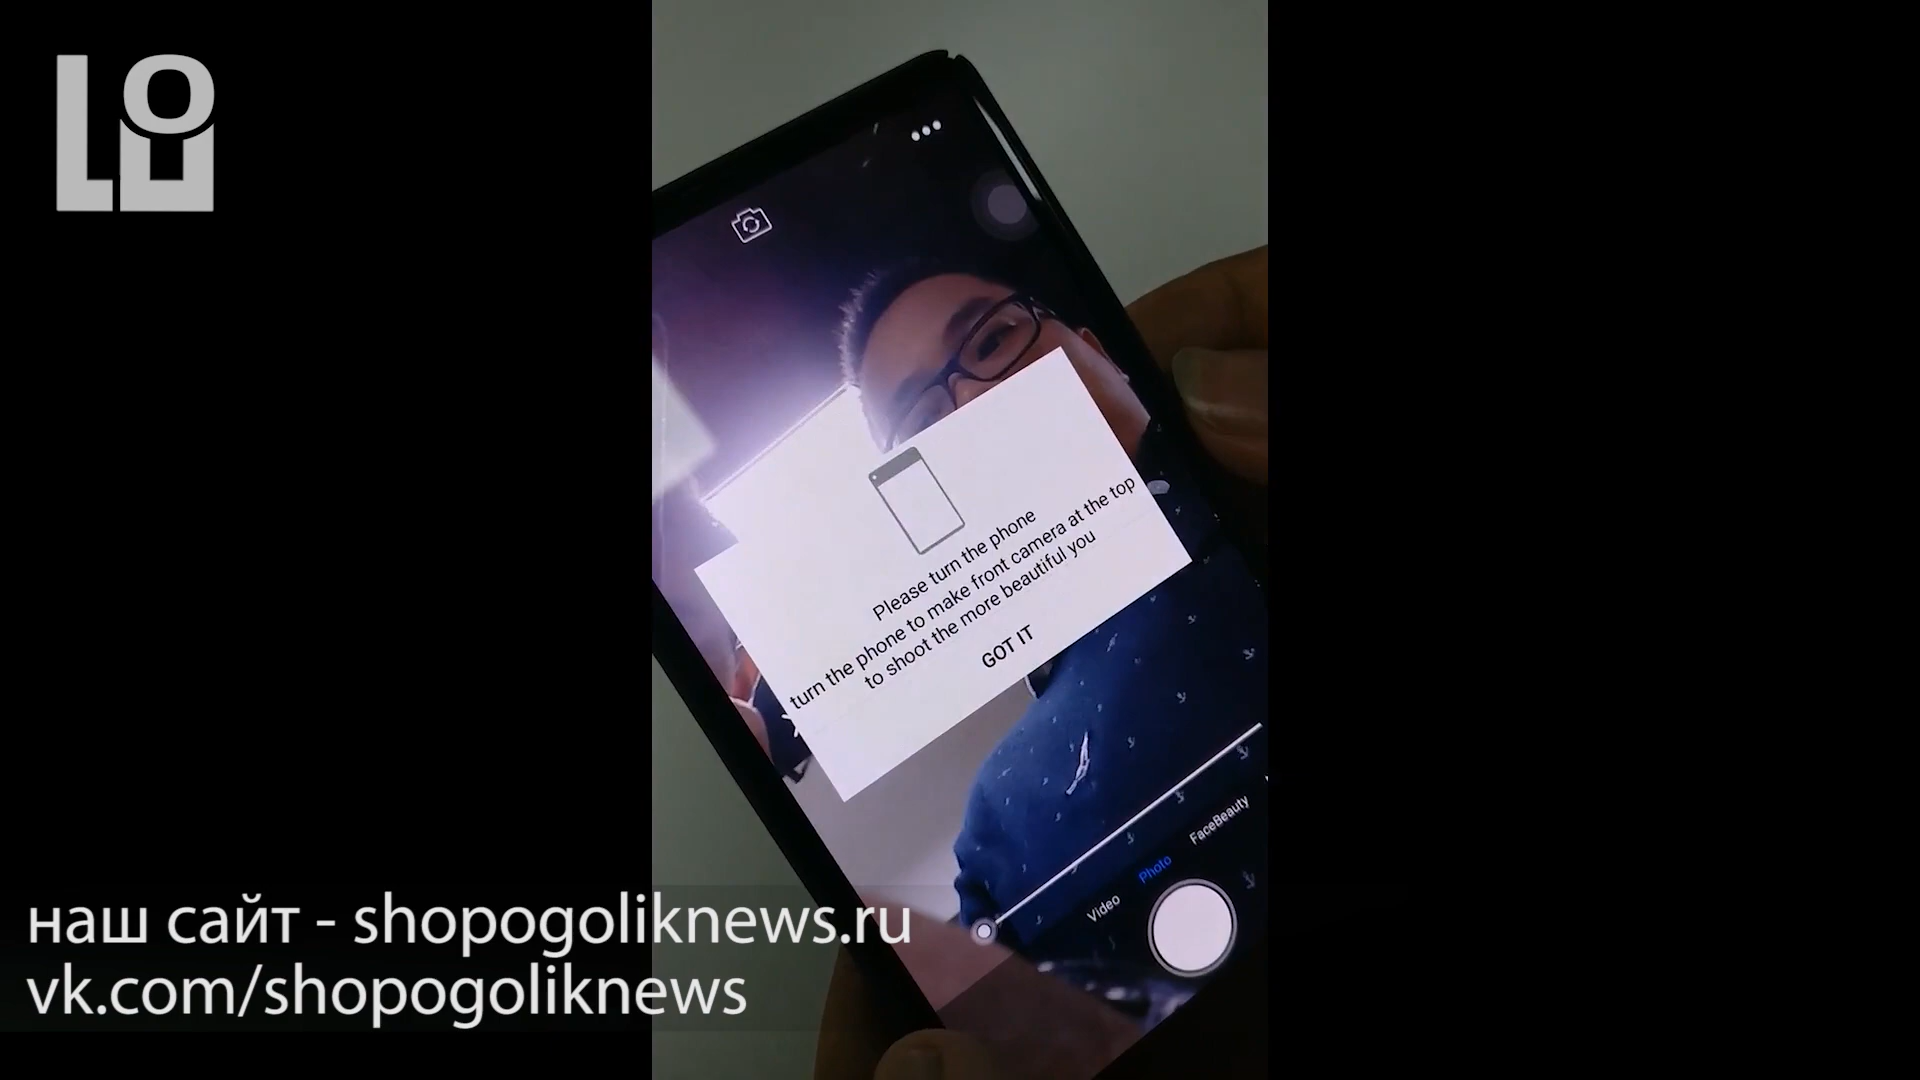 Please turn the phone
turn the phone to make front camera at the top
to shoot the more beautiful you
GOT IT
Video
Photo
FaceBeauty
наш сайт - shopogoliknews.ru
vk.com/shopogoliknews